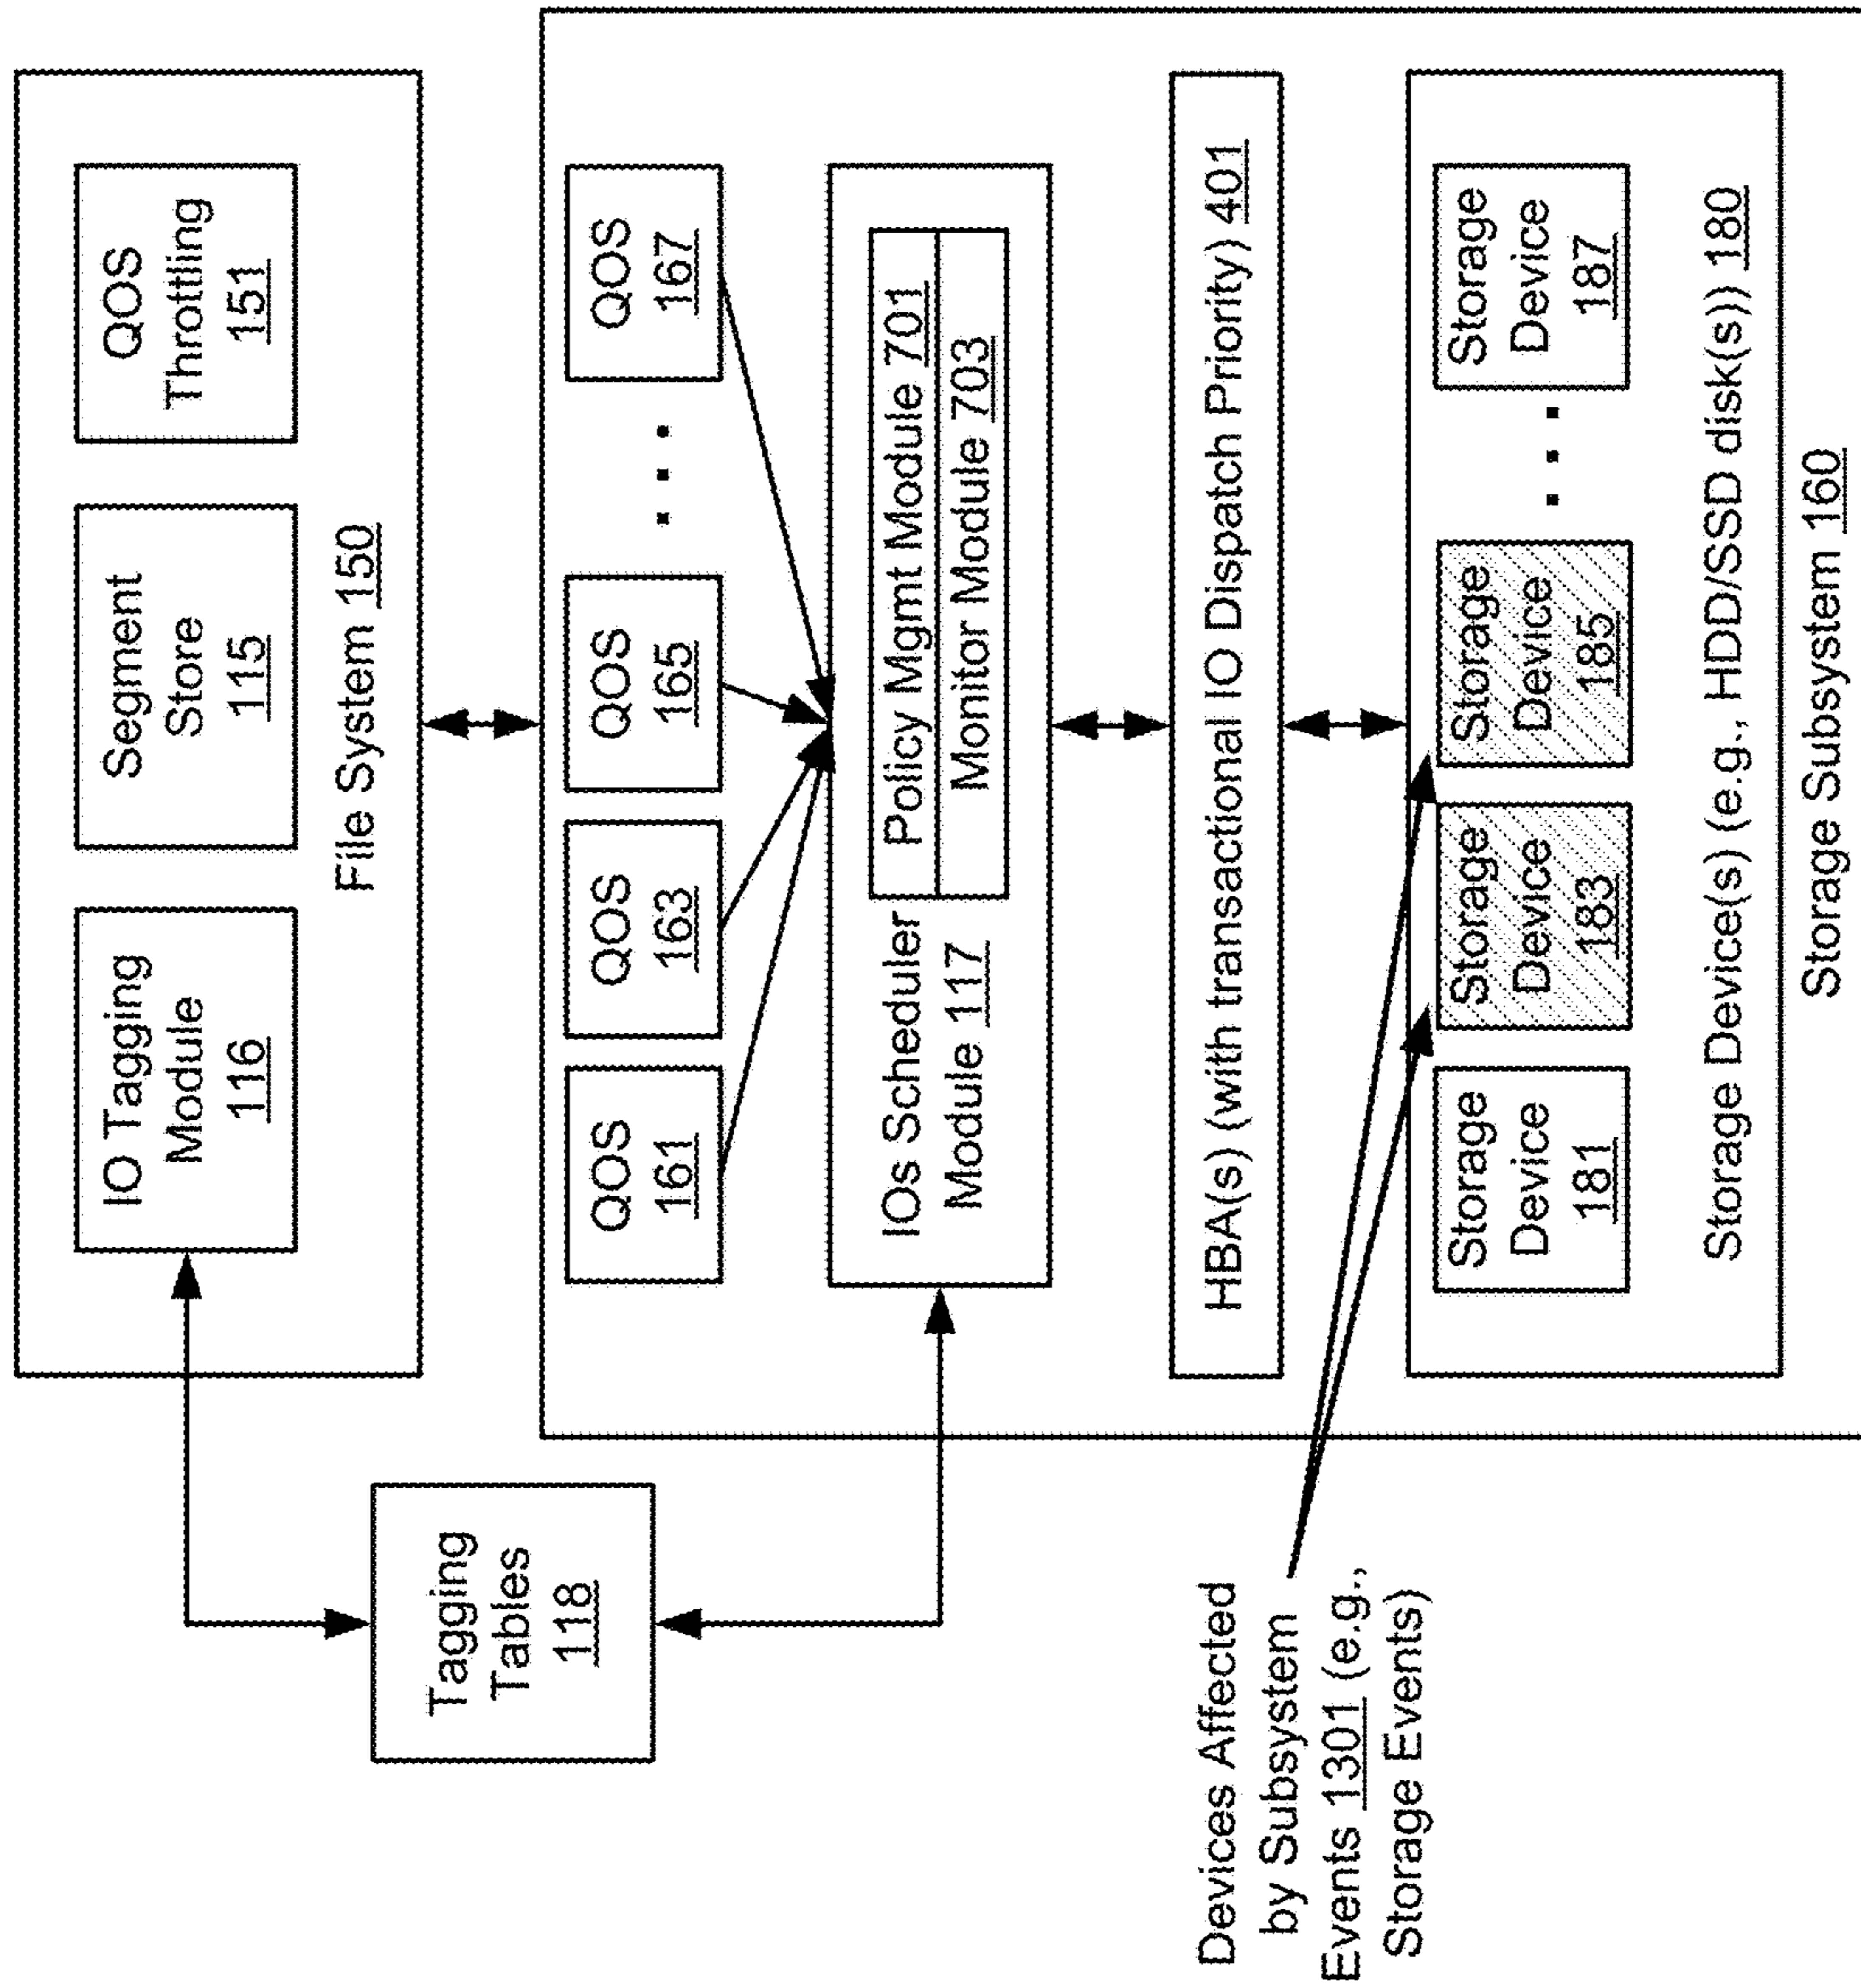 IO Tagging
Module
116
Segment
Store
115
QOS
Throttling
151
File System 150
Tagging
Tables
118
QOS
161
QOS
163
QOS
165
. . .
QOS
167
IOs Scheduler
Module 117
Policy Mgmt Module 701
Monitor Module 703
HBA(s) (with transactional IO Dispatch Priority) 401
Devices Affected
by Subsystem
Events 1301 (e.g.,
Storage Events)
Storage
Device
181
Storage
Device
183
Storage
Device
185
. . .
Storage
Device
187
Storage Device(s) (e.g., HDD/SSD disk(s)) 180
Storage Subsystem 160